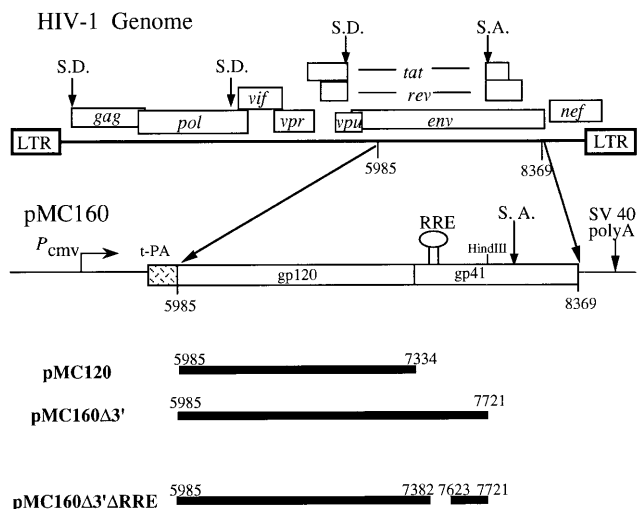 HIV-1 Genome
S.D. S.D. S.D. S.A.
tat
rev
gag pol vif vpr vpu env nef
LTR LTR
5985 8369
pMC160
Pcmv t-PA RRE HindIII S. A. SV 40
polyA
gp120 gp41
5985 8369
5985 7334
pMC120
5985 7721
pMC160Δ3'
5985 7382 7623 7721
pMC160Δ3'ΔRRE